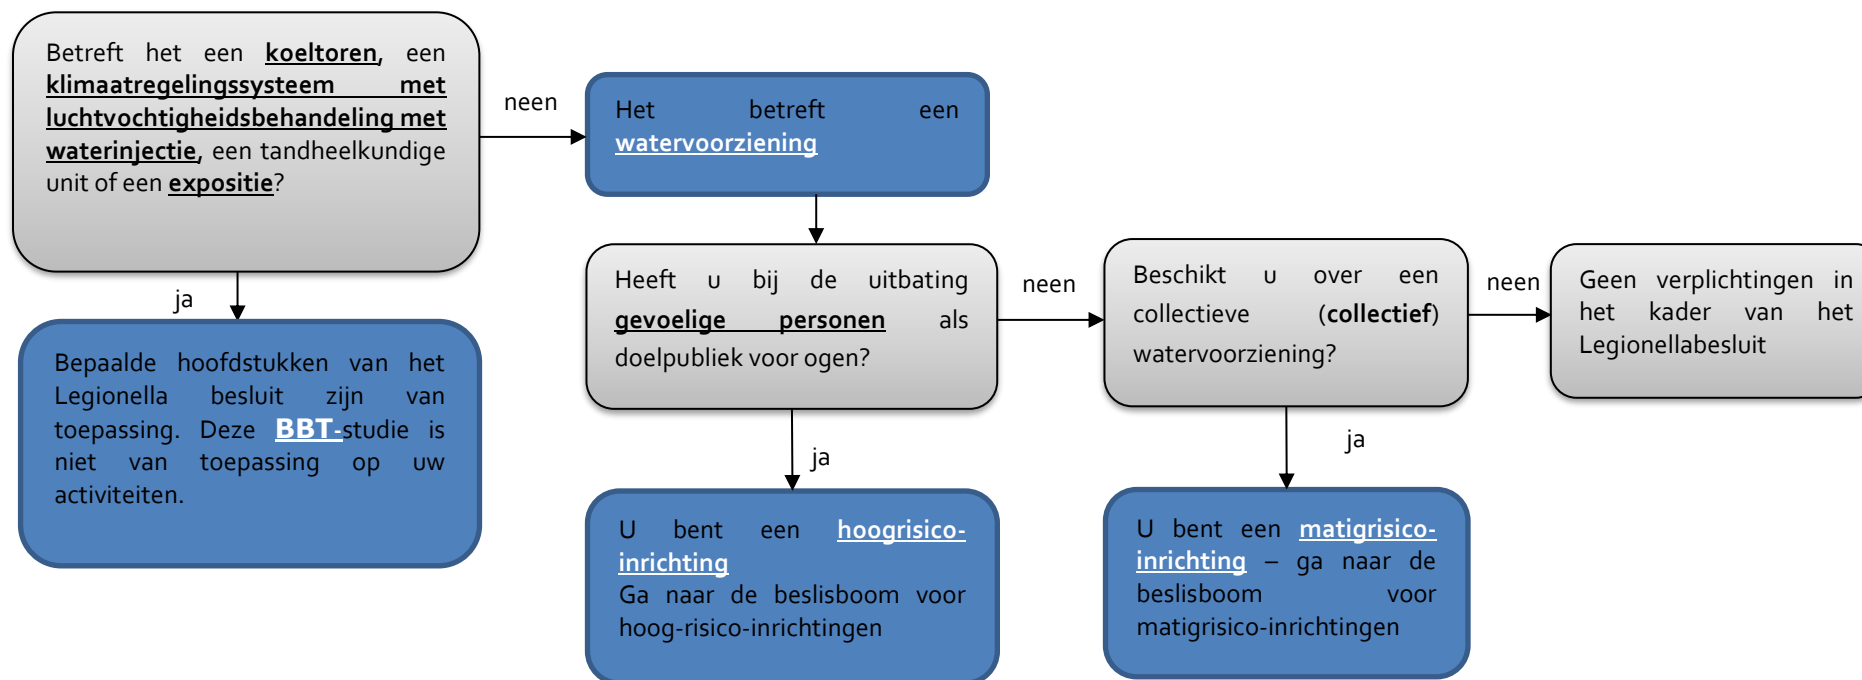 Betreft het een koeltoren, een
klimaatregelingssysteem met
luchtvochtigheidsbehandeling met
waterinjectie, een tandheelkundige
unit of een expositie?
neen
Het betreft een
watervoorziening
ja
Bepaalde hoofdstukken van het
Legionella besluit zijn van
toepassing. Deze BBT-studie is
niet van toepassing op uw
activiteiten.
Heeft u bij de uitbating
gevoelige personen als
doelpubliek voor ogen?
neen
Beschikt u over een
collectieve (collectief)
watervoorziening?
neen
Geen verplichtingen in
het kader van het
Legionellabesluit
ja
U bent een hoogrisico-
inrichting
Ga naar de beslisboom voor
hoog-risico-inrichtingen
ja
U bent een matigrisico-
inrichting – ga naar de
beslisboom voor
matigrisico-inrichtingen